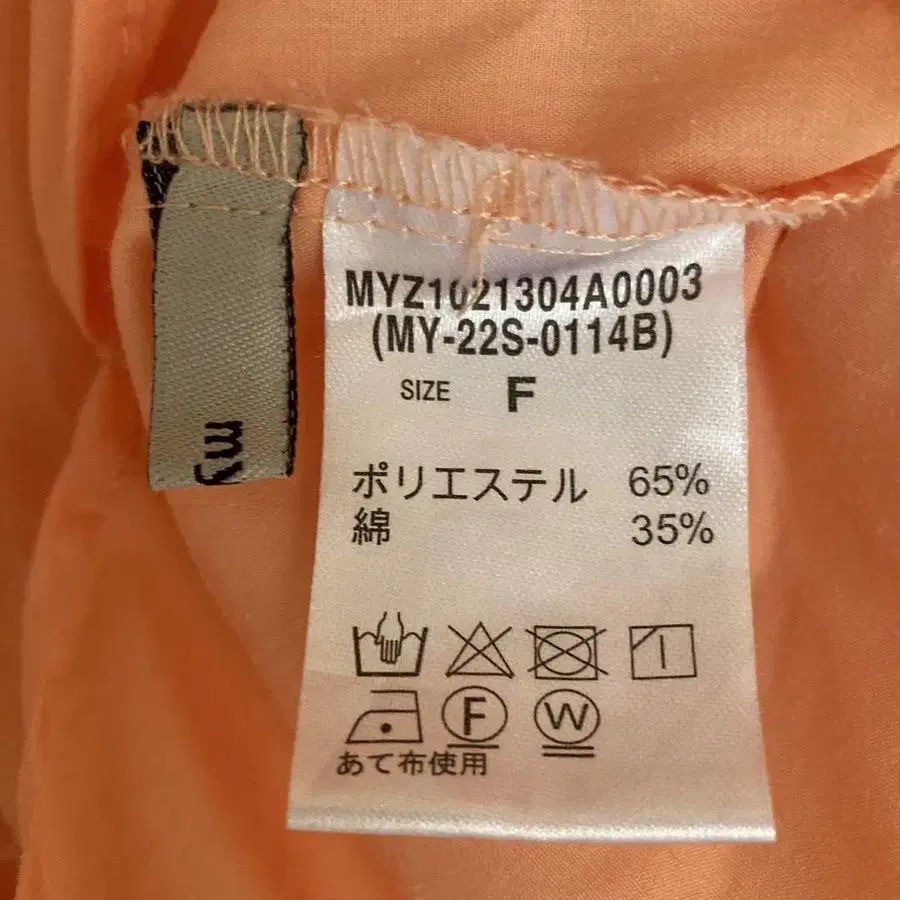 MYZ1021304A0003
(MY-22S-0114B)
SIZE F
ポリエステル 65%
綿 35%
F W
あて布使用
my